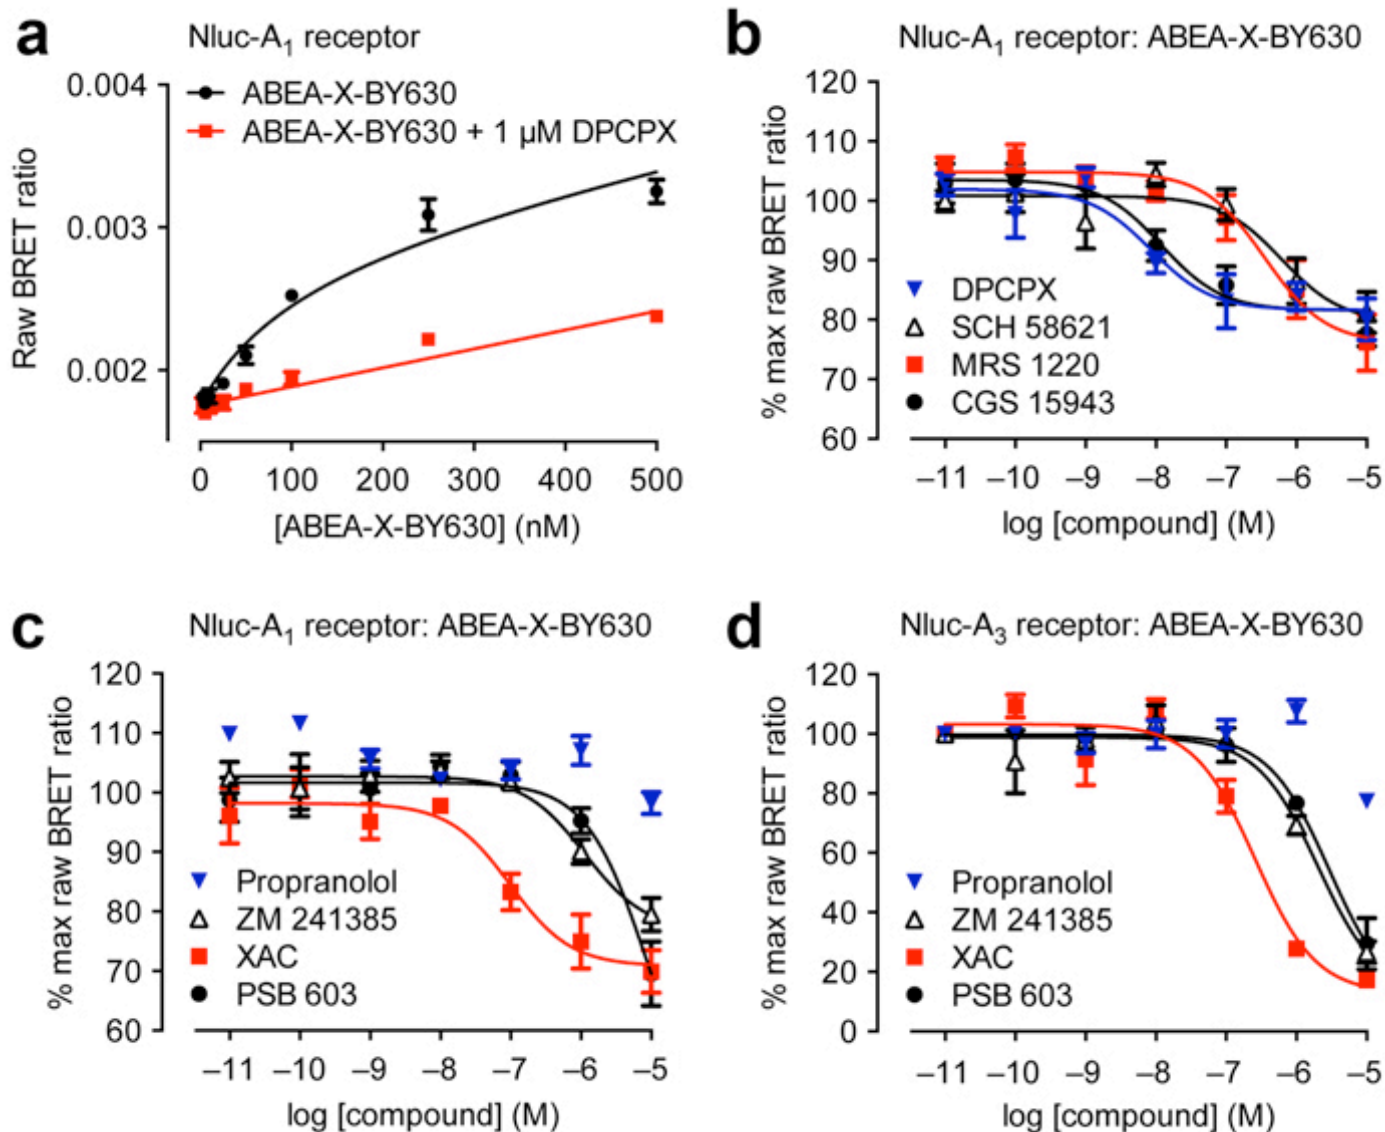 a
Nluc-A1 receptor
ABEA-X-BY630
ABEA-X-BY630 + 1 µM DPCPX
Raw BRET ratio
0.004
0.003
0.002
0 100 200 300 400 500
[ABEA-X-BY630] (nM)
b
Nluc-A1 receptor: ABEA-X-BY630
% max raw BRET ratio
120
110
100
90
80
70
60
DPCPX
SCH 58621
MRS 1220
CGS 15943
–11 –10 –9 –8 –7 –6 –5
log [compound] (M)
c
Nluc-A1 receptor: ABEA-X-BY630
% max raw BRET ratio
120
110
100
90
80
70
60
Propranolol
ZM 241385
XAC
PSB 603
–11 –10 –9 –8 –7 –6 –5
log [compound] (M)
d
Nluc-A3 receptor: ABEA-X-BY630
% max raw BRET ratio
120
100
80
60
40
20
0
Propranolol
ZM 241385
XAC
PSB 603
–11 –10 –9 –8 –7 –6 –5
log [compound] (M)